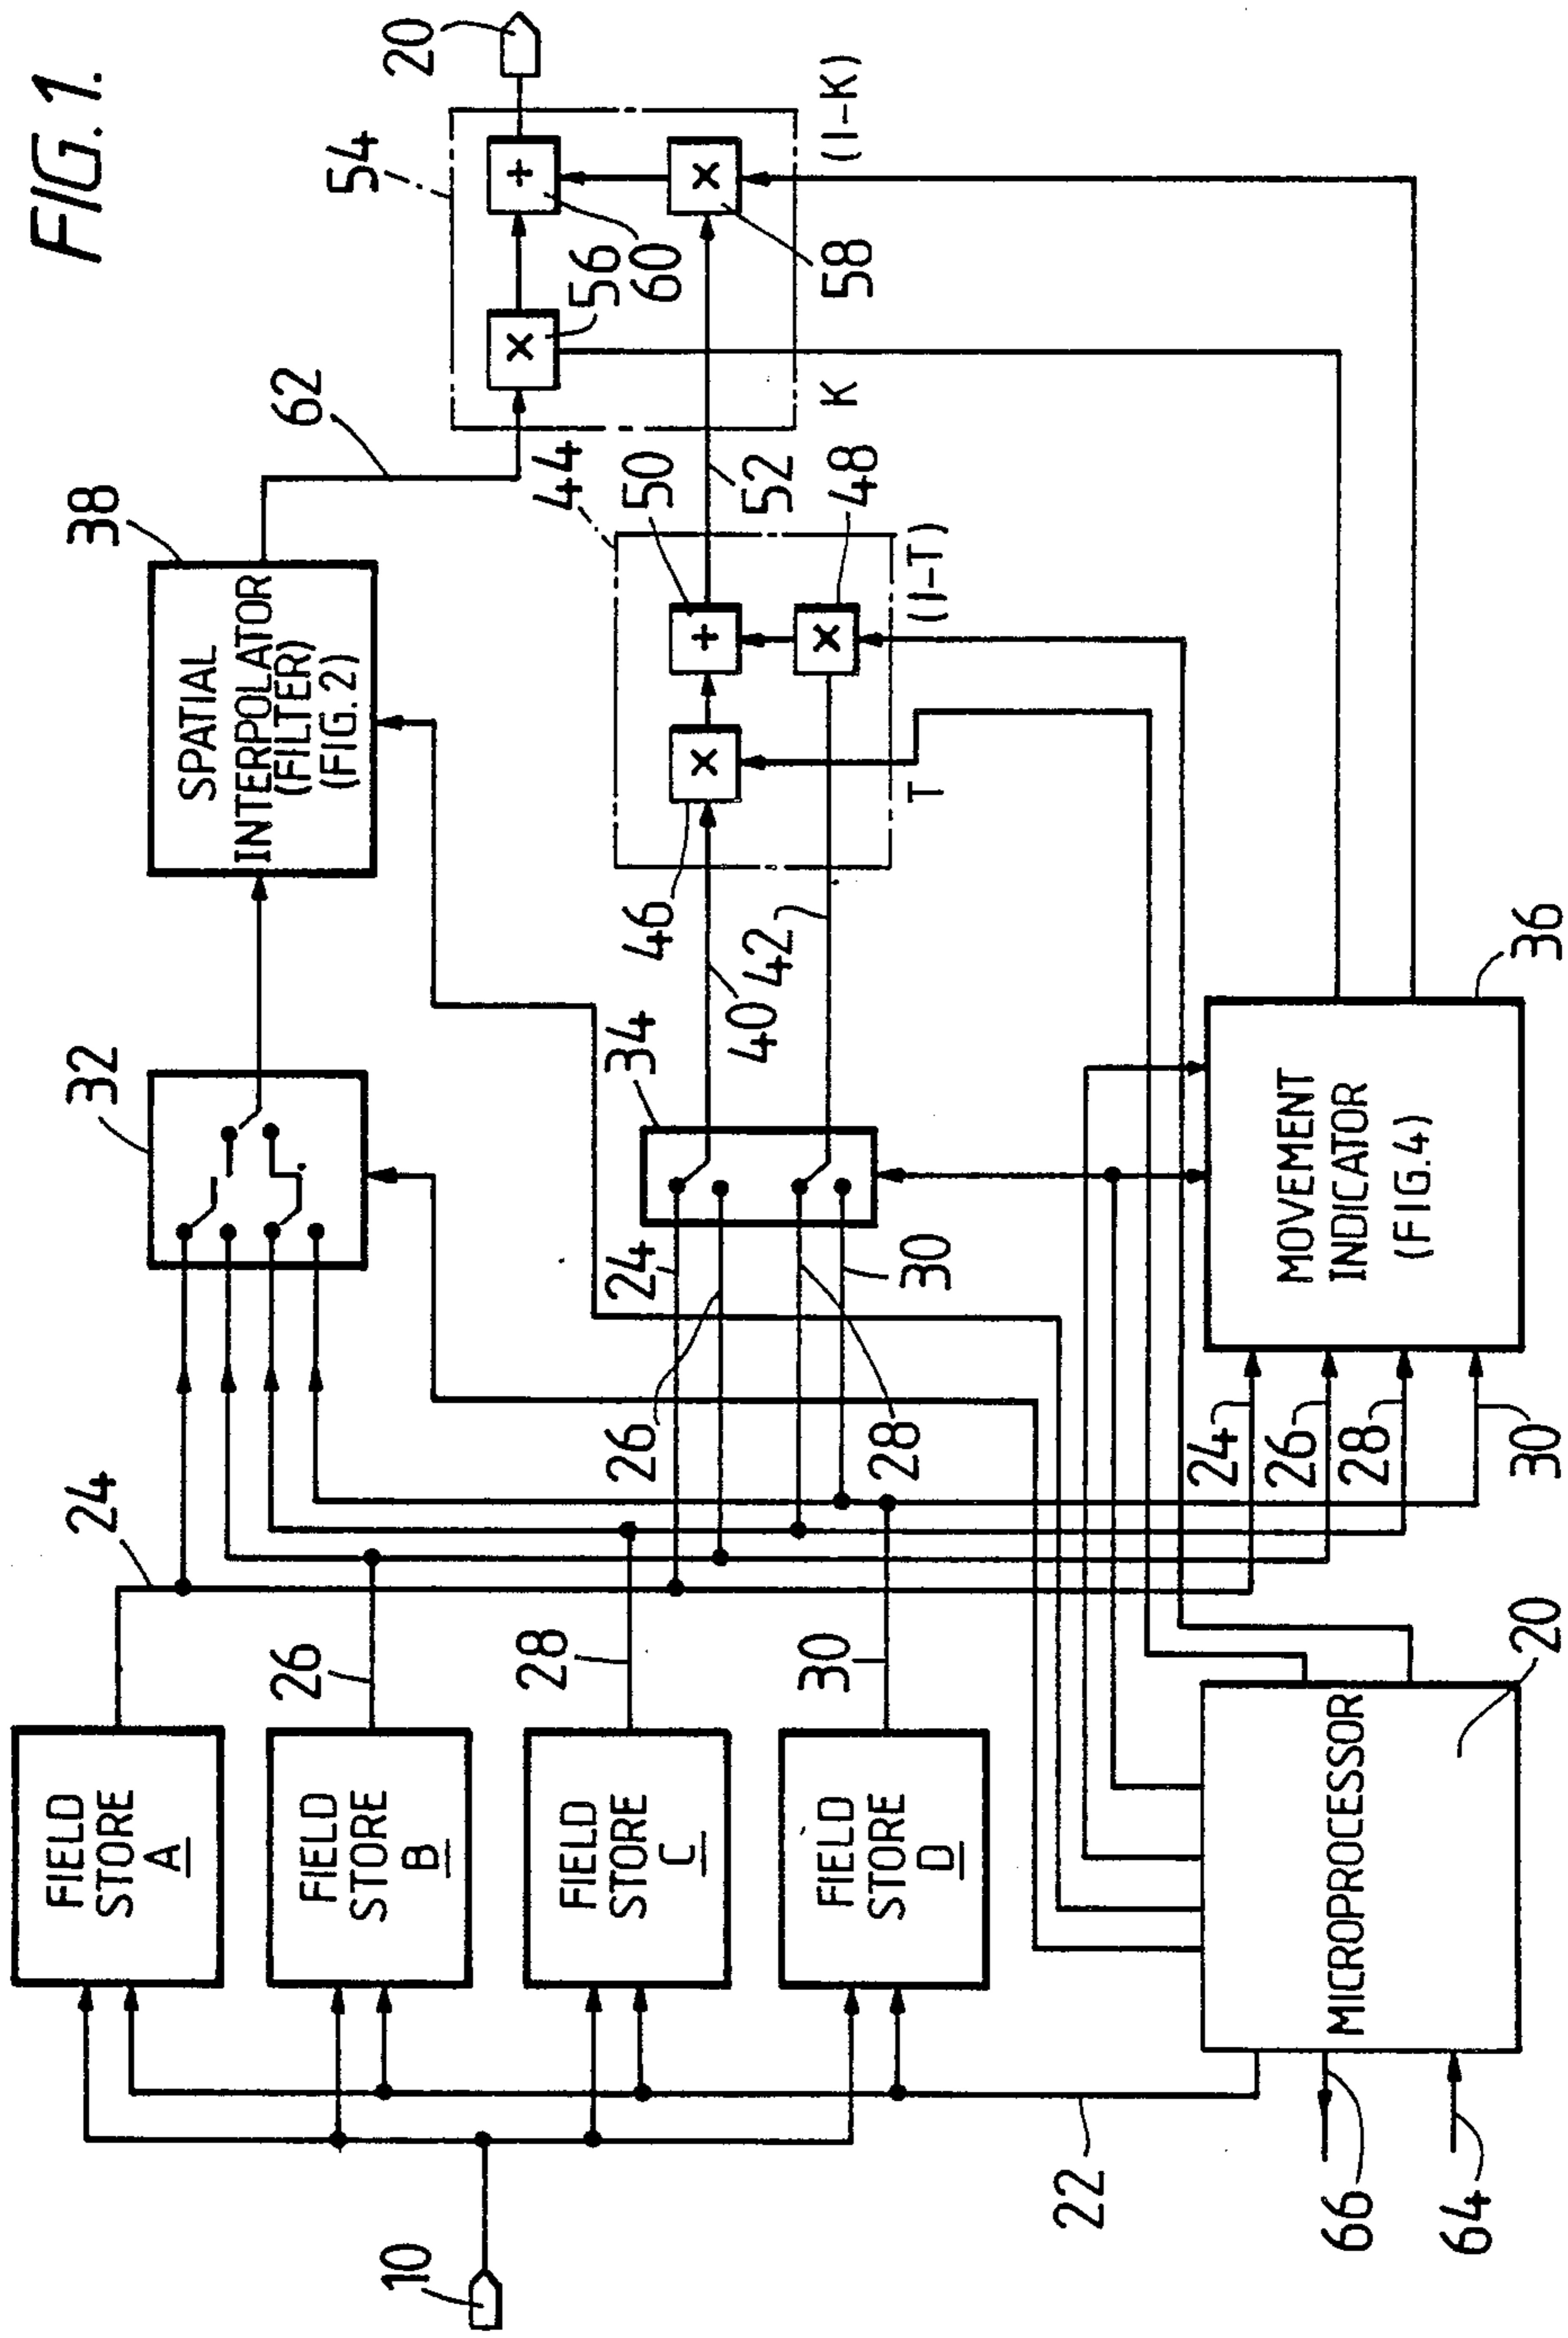 FIG. 1.
10
FIELD
STORE
A
FIELD
STORE
B
FIELD
STORE
C
FIELD
STORE
D
22
66
64
MICROPROCESSOR
20
24
26
28
30
32
24
26
28
30
34
24
26
28
30
MOVEMENT
INDICATOR
(FIG.4)
36
38
SPATIAL
INTERPOLATOR
(FILTER)
(FIG.2)
40
42
44
46
48
50
52
T
(I-T)
62
54
56
60
58
K
(I-K)
20